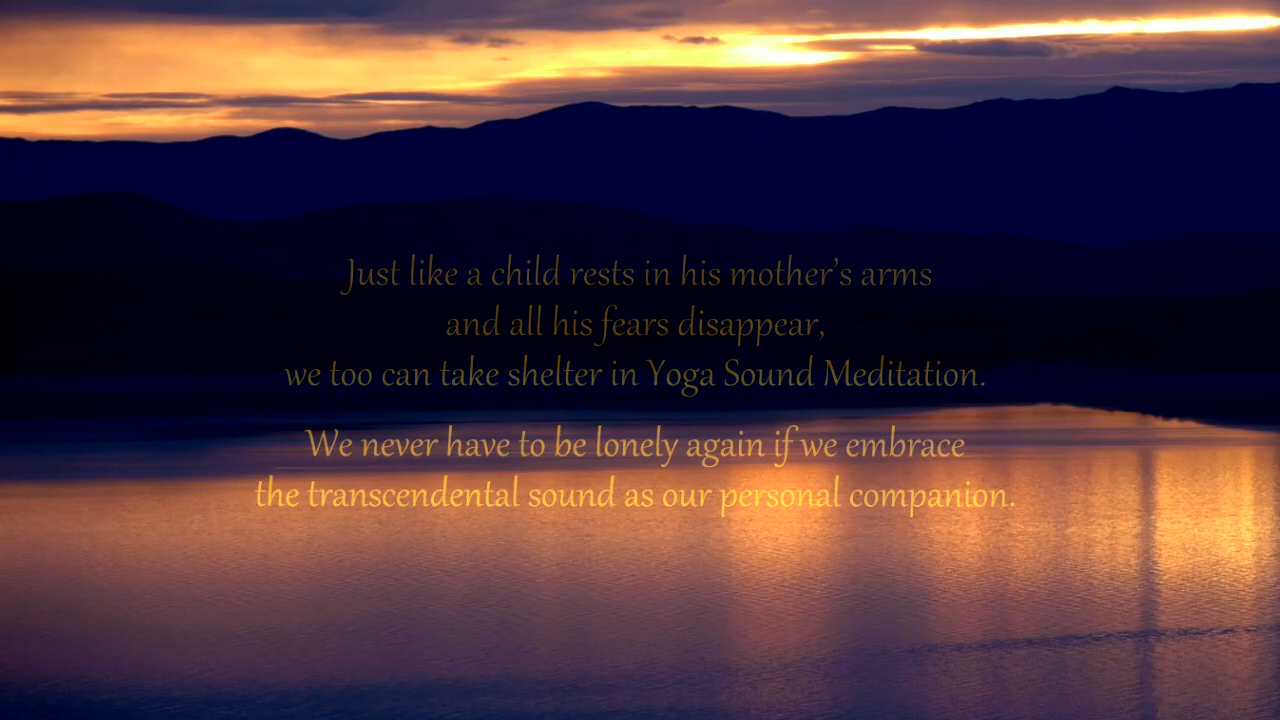 Just like a child rests in his mother’s arms
and all his fears disappear,
we too can take shelter in Yoga Sound Meditation.
We never have to be lonely again if we embrace
the transcendental sound as our personal companion.